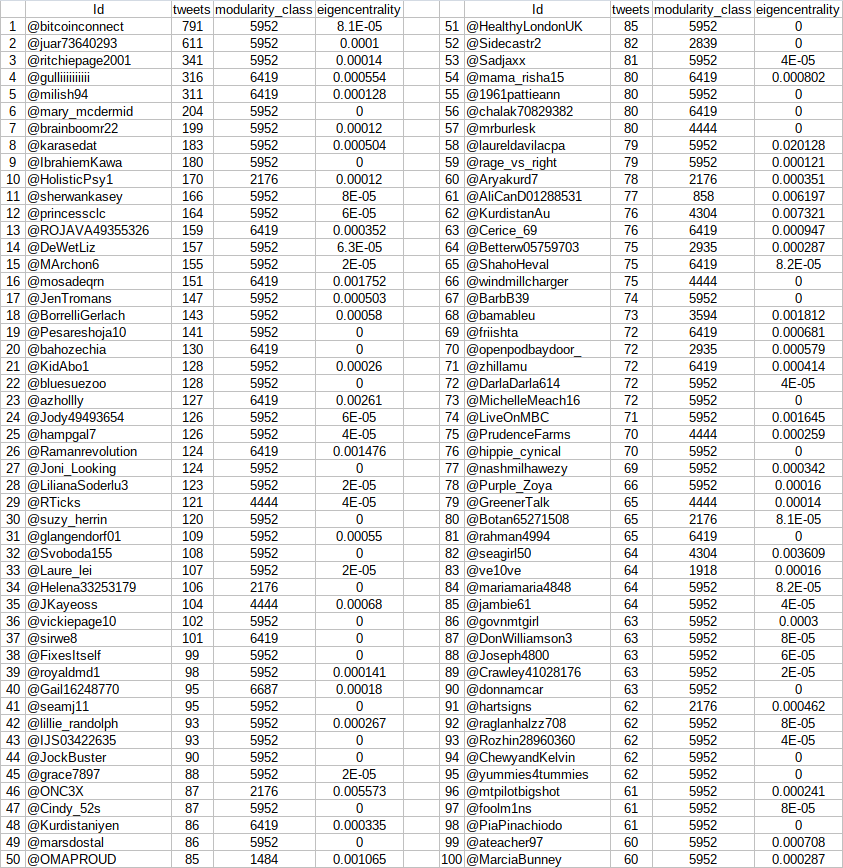 Id tweets modularity_class eigencentrality Id tweets modularity_class eigencentrality
1 @bitcoinconnect 791 5952 8.1E-05 51 @HealthyLondonUK 85 5952 0
2 @juar73640293 611 5952 0.0001 52 @Sidecastr2 82 2839 0
3 @ritchiepage2001 341 5952 0.00014 53 @Sadjaxx 81 5952 4E-05
4 @gulliiiiiiiiiii 316 6419 0.000554 54 @mama_risha15 80 6419 0.000802
5 @milish94 311 6419 0.000128 55 @1961pattieann 80 5952 0
6 @mary_mcdermid 204 5952 0 56 @chalak70829382 80 6419 0
7 @brainboomr22 199 5952 0.00012 57 @mrburlesk 80 4444 0
8 @karasedat 183 5952 0.000504 58 @laureldavilacpa 79 5952 0.020128
9 @IbrahiemKawa 180 5952 0 59 @rage_vs_right 79 5952 0.000121
10 @HolisticPsy1 170 2176 0.00012 60 @Aryakurd7 78 2176 0.000351
11 @sherwankasey 166 5952 8E-05 61 @AliCanD01288531 77 858 0.006197
12 @princessclc 164 5952 6E-05 62 @KurdistanAu 76 4304 0.007321
13 @ROJAVA49355326 159 6419 0.000352 63 @Cerice_69 76 6419 0.000947
14 @DeWetLiz 157 5952 6.3E-05 64 @Betterw05759703 75 2935 0.000287
15 @MArchon6 155 5952 2E-05 65 @ShahoHeval 75 6419 8.2E-05
16 @mosadeqrn 151 6419 0.001752 66 @windmillcharger 75 4444 0
17 @JenTromans 147 5952 0.000503 67 @BarbB39 74 5952 0
18 @BorrelliGerlach 143 5952 0.00058 68 @bamableu 73 3594 0.001812
19 @Pesareshoja10 141 5952 0 69 @friishta 72 6419 0.000681
20 @bahozechia 130 6419 0 70 @openpodbaydoor_ 72 2935 0.000579
21 @KidAbo1 128 5952 0.00026 71 @zhillamu 72 6419 0.000414
22 @bluesuezoo 128 5952 0 72 @DarlaDarla614 72 5952 4E-05
23 @azhollly 127 6419 0.00261 73 @MichelleMeach16 72 5952 0
24 @Jody49493654 126 5952 6E-05 74 @LiveOnMBC 71 5952 0.001645
25 @hampgal7 126 5952 4E-05 75 @PrudenceFarms 70 4444 0.000259
26 @Ramanrevolution 124 6419 0.001476 76 @hippie_cynical 70 5952 0
27 @Joni_Looking 124 5952 0 77 @nashmilhawezy 69 5952 0.000342
28 @LilianaSoderlu3 123 5952 2E-05 78 @Purple_Zoya 66 5952 0.00016
29 @RTicks 121 4444 4E-05 79 @GreenerTalk 65 4444 0.00014
30 @suzy_herrin 120 5952 0 80 @Botan65271508 65 2176 8.1E-05
31 @glangendorf01 109 5952 0.00055 81 @rahman4994 65 6419 0
32 @Svoboda155 108 5952 0 82 @seagirl50 64 4304 0.003609
33 @Laure_lei 107 5952 2E-05 83 @ve10ve 64 1918 0.00016
34 @Helena33253179 106 2176 0 84 @mariamaria4848 64 5952 8.2E-05
35 @JKayeoss 104 4444 0.00068 85 @jambie61 64 5952 4E-05
36 @vickiepage10 102 5952 0 86 @govnmtgirl 63 5952 0.0003
37 @sirwe8 101 6419 0 87 @DonWilliamson3 63 5952 8E-05
38 @FixesItself 99 5952 0 88 @Joseph4800 63 5952 6E-05
39 @royaldmd1 98 5952 0.000141 89 @Crawley41028176 63 5952 2E-05
40 @Gail16248770 95 6687 0.00018 90 @donnamcar 63 5952 0
41 @seamj11 95 5952 0 91 @hartsigns 62 2176 0.000462
42 @lillie_randolph 93 5952 0.000267 92 @raglanhalzz708 62 5952 8E-05
43 @IJS03422635 93 5952 0 93 @Rozhin28960360 62 5952 4E-05
44 @JockBuster 90 5952 0 94 @ChewyandKelvin 62 5952 0
45 @grace7897 88 5952 2E-05 95 @yummies4tummies 62 5952 0
46 @ONC3X 87 2176 0.005573 96 @mtpilotbigshot 61 5952 0.000241
47 @Cindy_52s 87 5952 0 97 @foolm1ns 61 5952 8E-05
48 @Kurdistaniyen 86 6419 0.000335 98 @PiaPinachiodo 61 5952 0
49 @marsdostal 86 5952 0 99 @ateacher97 60 5952 0.000708
50 @OMAPROUD 85 1484 0.001065 100 @MarciaBunney 60 5952 0.000287